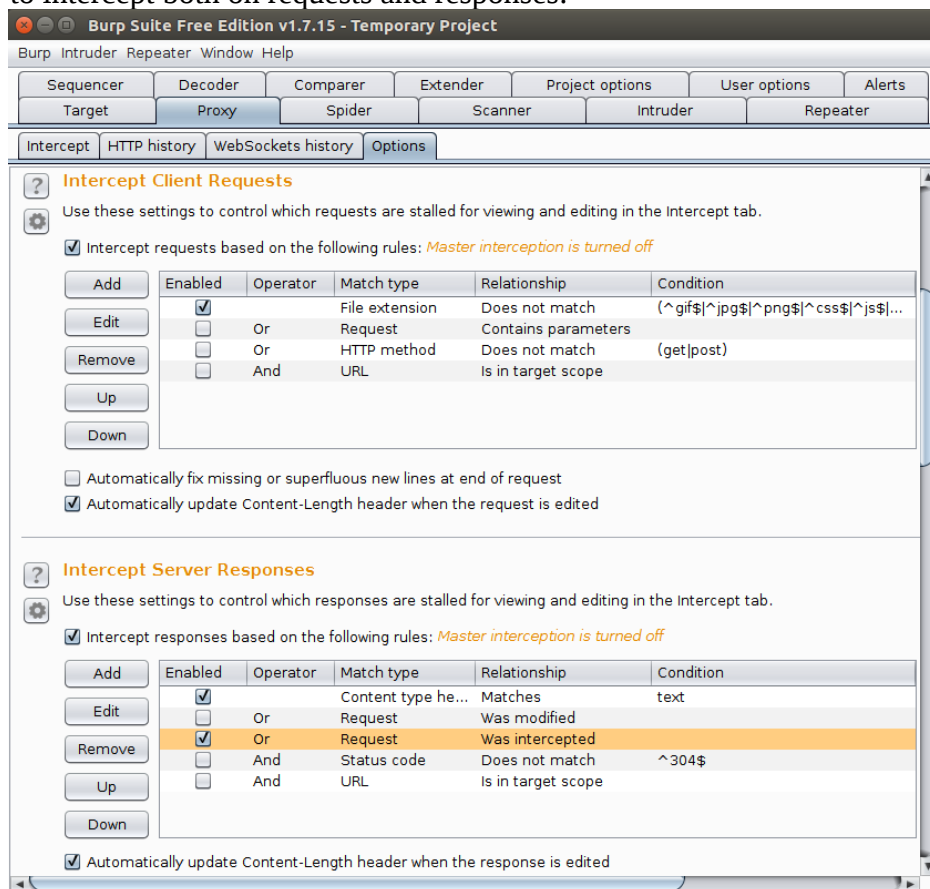 to intercept both on requests and responses.
Burp Suite Free Edition v1.7.15 - Temporary Project
Burp Intruder Repeater Window Help
Sequencer Decoder Comparer Extender Project options User options Alerts
Target Proxy Spider Scanner Intruder Repeater
Intercept HTTP history WebSockets history Options
? Intercept Client Requests
Use these settings to control which requests are stalled for viewing and editing in the Intercept tab.
Intercept requests based on the following rules: Master interception is turned off
Add Enabled Operator Match type Relationship Condition
File extension Does not match (^gif$|^jpg$|^png$|^css$|^js$|...
Edit Or Request Contains parameters
Or HTTP method Does not match (get|post)
Remove And URL Is in target scope
Up
Down
Automatically fix missing or superfluous new lines at end of request
Automatically update Content-Length header when the request is edited
? Intercept Server Responses
Use these settings to control which responses are stalled for viewing and editing in the Intercept tab.
Intercept responses based on the following rules: Master interception is turned off
Add Enabled Operator Match type Relationship Condition
Content type he... Matches text
Edit Or Request Was modified
Or Request Was intercepted
Remove And Status code Does not match ^304$
And URL Is in target scope
Up
Down
Automatically update Content-Length header when the response is edited